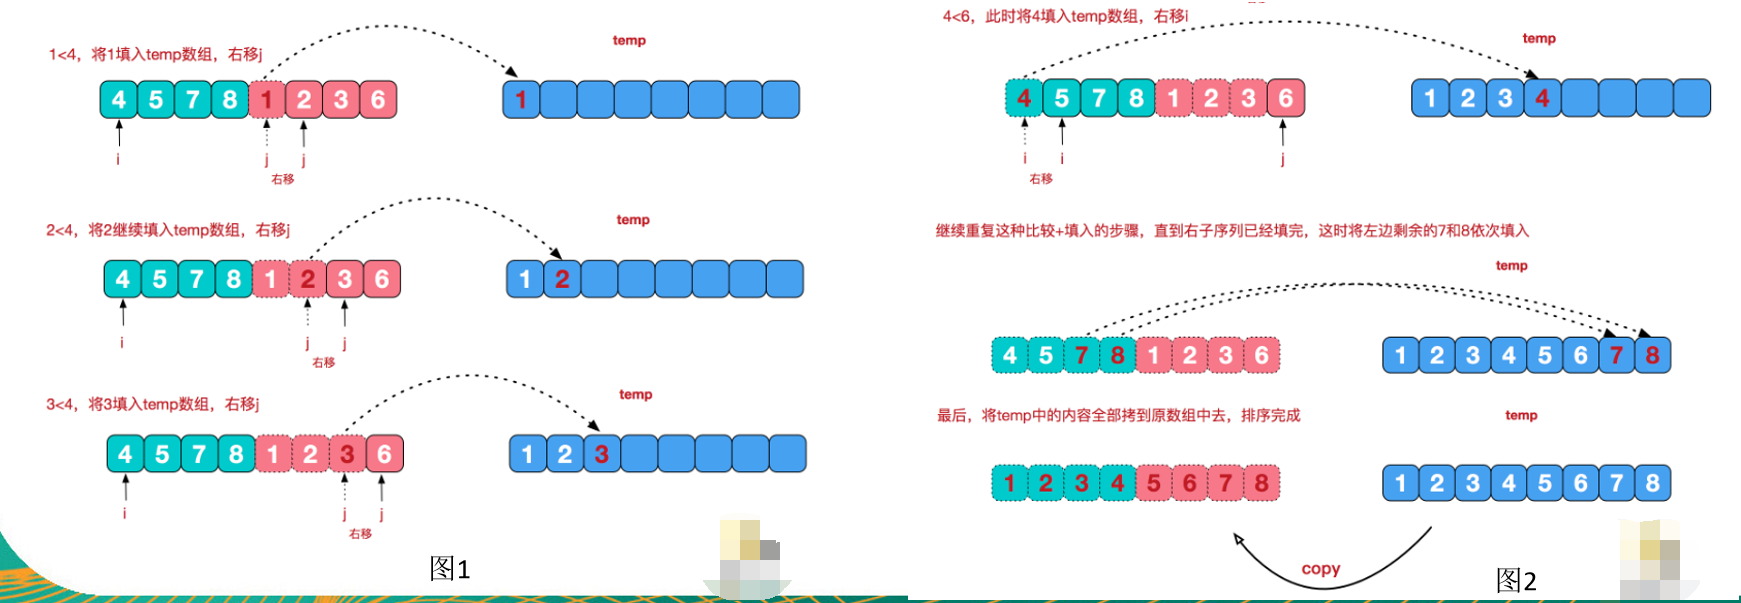 1<4，将1填入temp数组，右移j
temp
4 5 7 8 1 2 3 6
1
i j j
右移
2<4，将2继续填入temp数组，右移j
temp
4 5 7 8 1 2 3 6
1 2
i j j
右移
3<4，将3填入temp数组，右移j
temp
4 5 7 8 1 2 3 6
1 2 3
i j j
右移
图1
4<6，此时将4填入temp数组，右移i
temp
4 5 7 8 1 2 3 6
1 2 3 4
i i j
右移
继续重复这种比较+填入的步骤，直到右子序列已经填完，这时将左边剩余的7和8依次填入
temp
4 5 7 8 1 2 3 6
1 2 3 4 5 6 7 8
最后，将temp中的内容全部拷到原数组中去，排序完成
temp
1 2 3 4 5 6 7 8
1 2 3 4 5 6 7 8
copy
图2